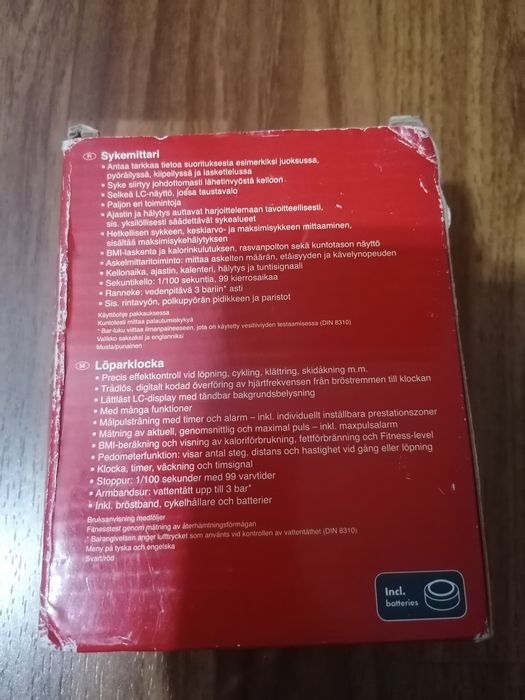 FI Sykemittari
• Antaa tarkkaa tietoa suorituksesta esimerkiksi juoksussa,
pyöräilyssä, kiipeilyssä ja laskettelussa
• Syke siirtyy johdottomasti lähetinvyöstä kelloon
• Selkeä LC-näyttö, jossa taustavalo
• Paljon eri toimintoja
• Ajastin ja hälytys auttavat harjoittelemaan tavoitteellisesti,
sis. yksilöllisesti säädettävät sykealueet
• Hetkellisen sykkeen, keskiarvo- ja maksimisykkeen mittaaminen,
sisältää maksimisykehälytyksen
• BMI-laskenta ja kalorinkulutuksen, rasvanpolton sekä kuntotason näyttö
• Askelmittaritoiminto: mittaa askelten määrän, etäisyyden ja kävelynopeuden
• Kellonaika, ajastin, kalenteri, hälytys ja tuntisignaali
• Sekuntikello: 1/100 sekuntia, 99 kierrosaikaa
• Ranneke: vedenpitävä 3 bariin* asti
• Sis. rintavyön, polkupyörän pidikkeen ja paristot
Käyttöohje pakkauksessa
Kuntotesti mittaa palautumiskykyä
* Bar-luku viittaa ilmanpaineeseen, jota on käytetty vesitiiviyden testaamisessa (DIN 8310)
Valikko saksaksi ja englanniksi
Musta/punainen
SE Löparklocka
• Precis effektkontroll vid löpning, cykling, klättring, skidåkning m.m.
• Trådlös, digitalt kodad överföring av hjärtfrekvensen från bröstremmen till klockan
• Lättläst LC-display med tändbar bakgrundsbelysning
• Med många funktioner
• Målpulsträning med timer och alarm – inkl. individuellt inställbara prestationszoner
• Mätning av aktuell, genomsnittlig och maximal puls – inkl. maxpulsalarm
• BMI-beräkning och visning av kaloriförbrukning, fettförbränning och Fitness-level
• Pedometerfunktion: visar antal steg, distans och hastighet vid gång eller löpning
• Klocka, timer, väckning och timsignal
• Stoppur: 1/100 sekunder med 99 varvtider
• Armbandsur: vattentätt upp till 3 bar*
• Inkl. bröstband, cykelhållare och batterier
Bruksanvisning medföljer
Fitnesstest genom mätning av återhämtningsförmågan
* Barangivelsen anger lufttrycket som använts vid kontrollen av vattentäthet (DIN 8310)
Meny på tyska och engelska
Svart/röd
Incl.
batteries